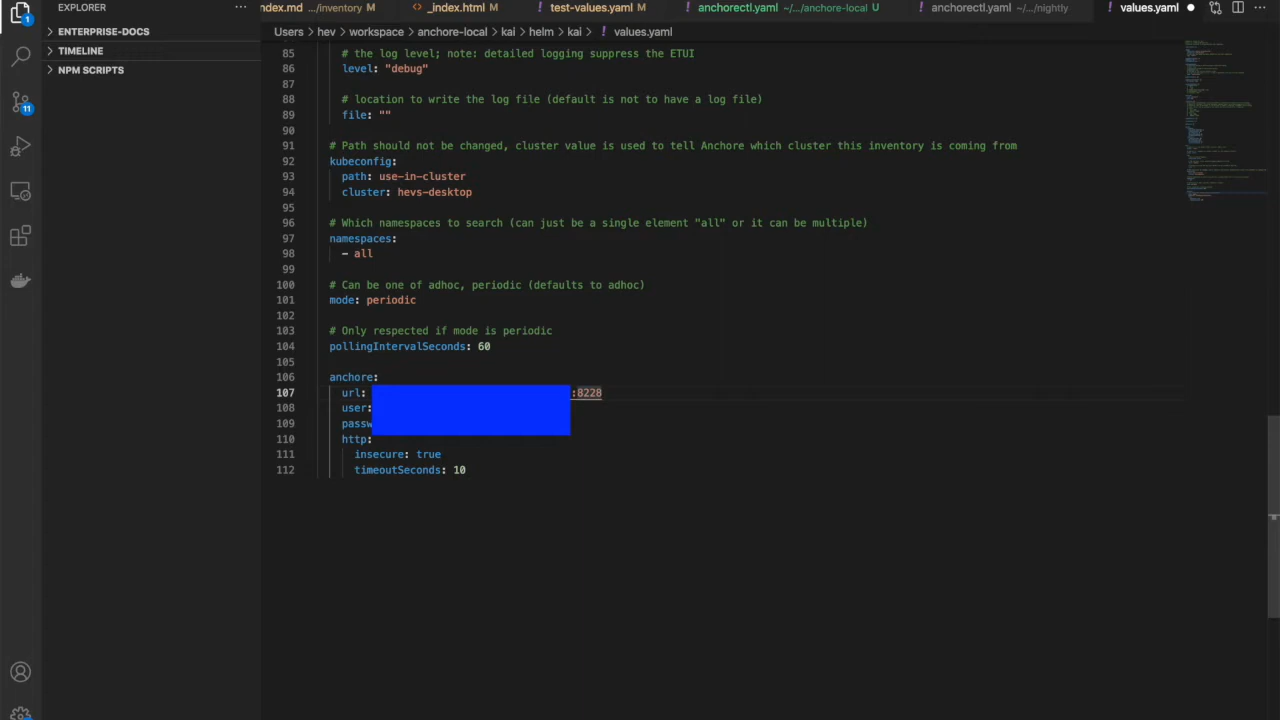 EXPLORER ···
index.md .../inventory M
_index.html M
test-values.yaml M
anchorectl.yaml ~/.../anchore-local U
anchorectl.yaml ~/.../nightly
values.yaml
1
11
ENTERPRISE-DOCS
TIMELINE
NPM SCRIPTS
Users > hev > workspace > anchore-local > kai > helm > kai > ! values.yaml
85 # the log level; note: detailed logging suppress the ETUI
86 level: "debug"
87
88 # location to write the log file (default is not to have a log file)
89 file: ""
90
91 # Path should not be changed, cluster value is used to tell Anchore which cluster this inventory is coming from
92 kubeconfig:
93 path: use-in-cluster
94 cluster: hevs-desktop
95
96 # Which namespaces to search (can just be a single element "all" or it can be multiple)
97 namespaces:
98 - all
99
100 # Can be one of adhoc, periodic (defaults to adhoc)
101 mode: periodic
102
103 # Only respected if mode is periodic
104 pollingIntervalSeconds: 60
105
106 anchore:
107 url: :8228
108 user:
109 passw
110 http:
111 insecure: true
112 timeoutSeconds: 10